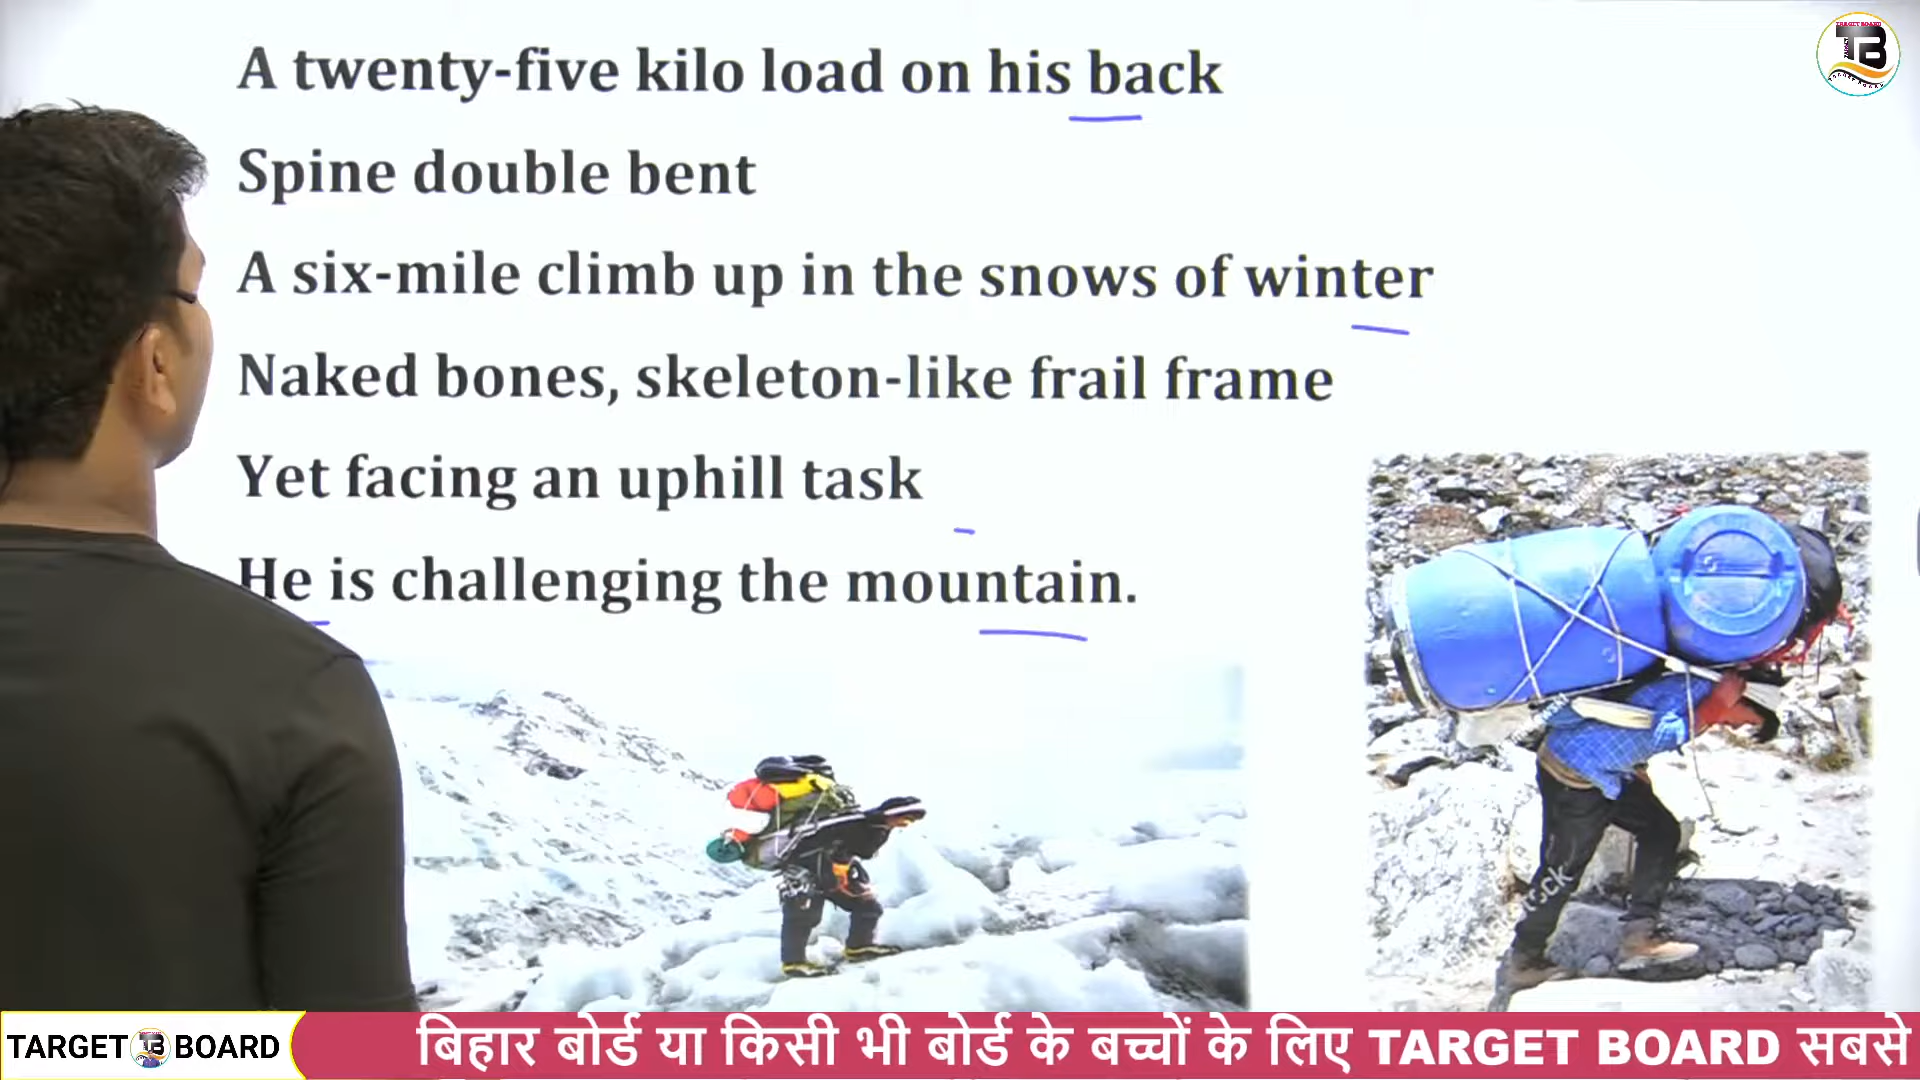 A twenty-five kilo load on his back
Spine double bent
A six-mile climb up in the snows of winter
Naked bones, skeleton-like frail frame
Yet facing an uphill task
He is challenging the mountain.
TARGET BOARD
बिहार बोर्ड या किसी भी बोर्ड के बच्चों के लिए TARGET BOARD सबसे